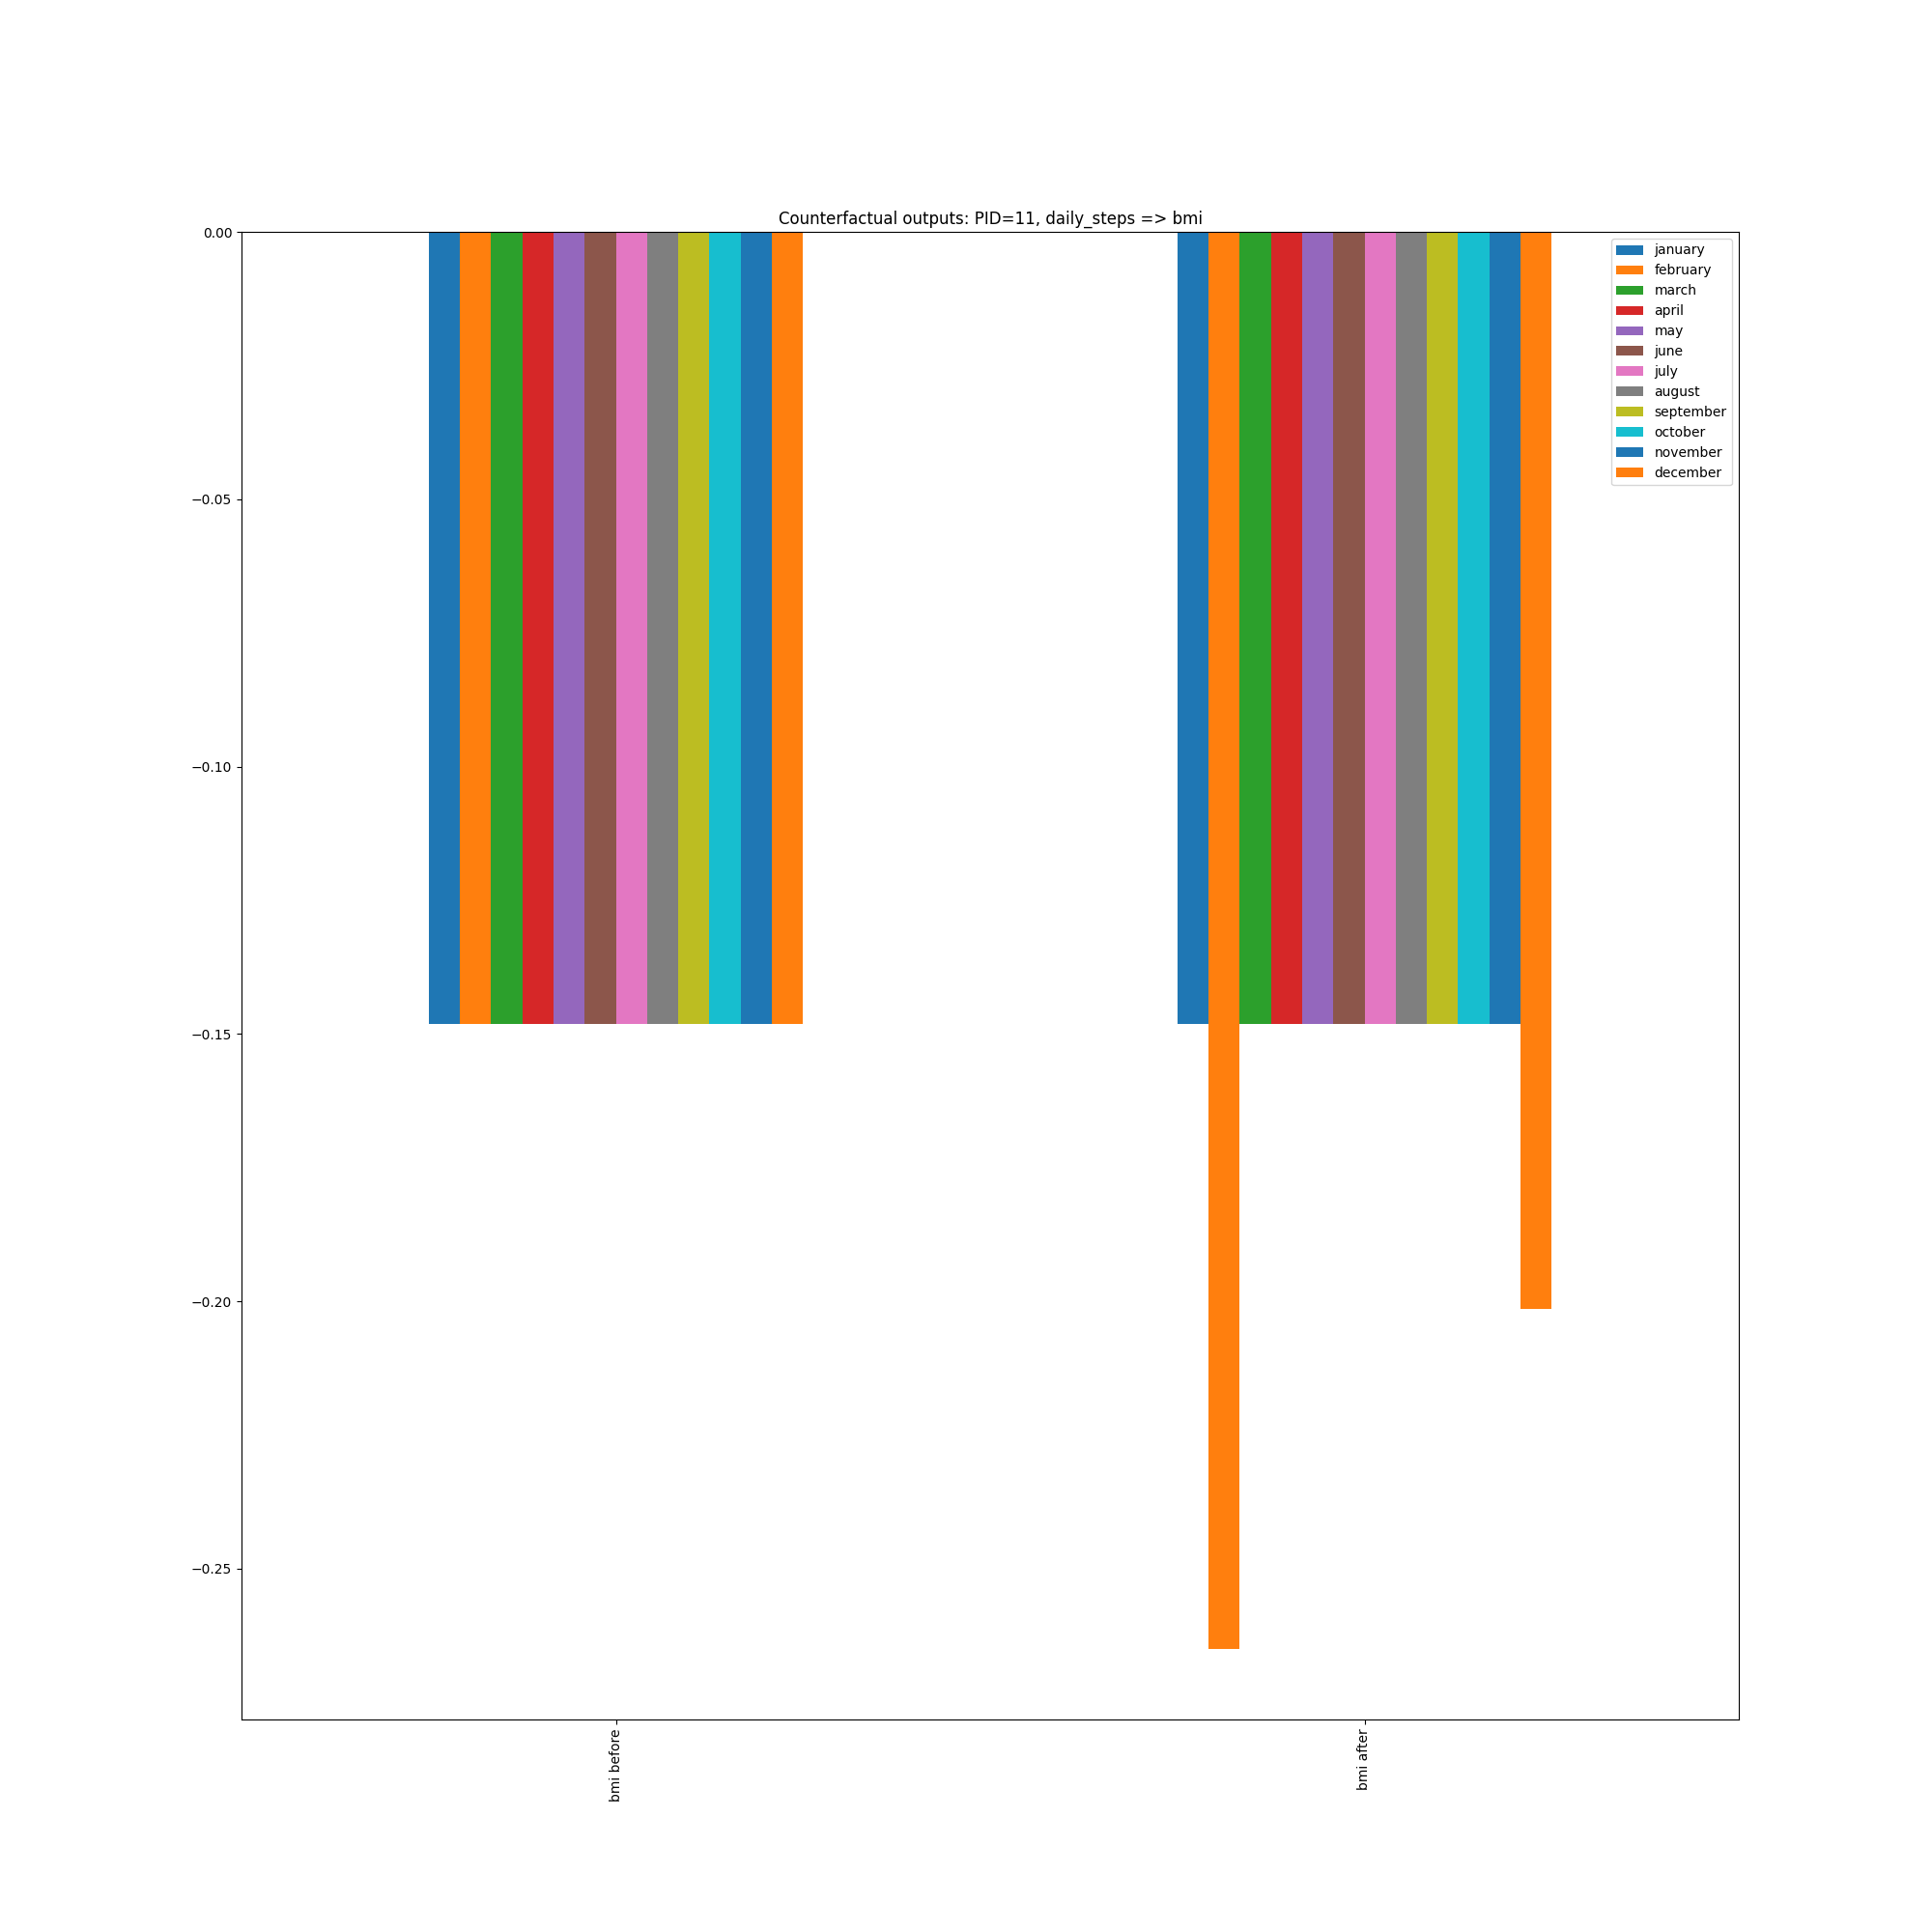 Counterfactual outputs: PID=11, daily_steps => bmi
0.00
−0.05
−0.10
−0.15
−0.20
−0.25
january
february
march
april
may
june
july
august
september
october
november
december
bmi before
bmi after